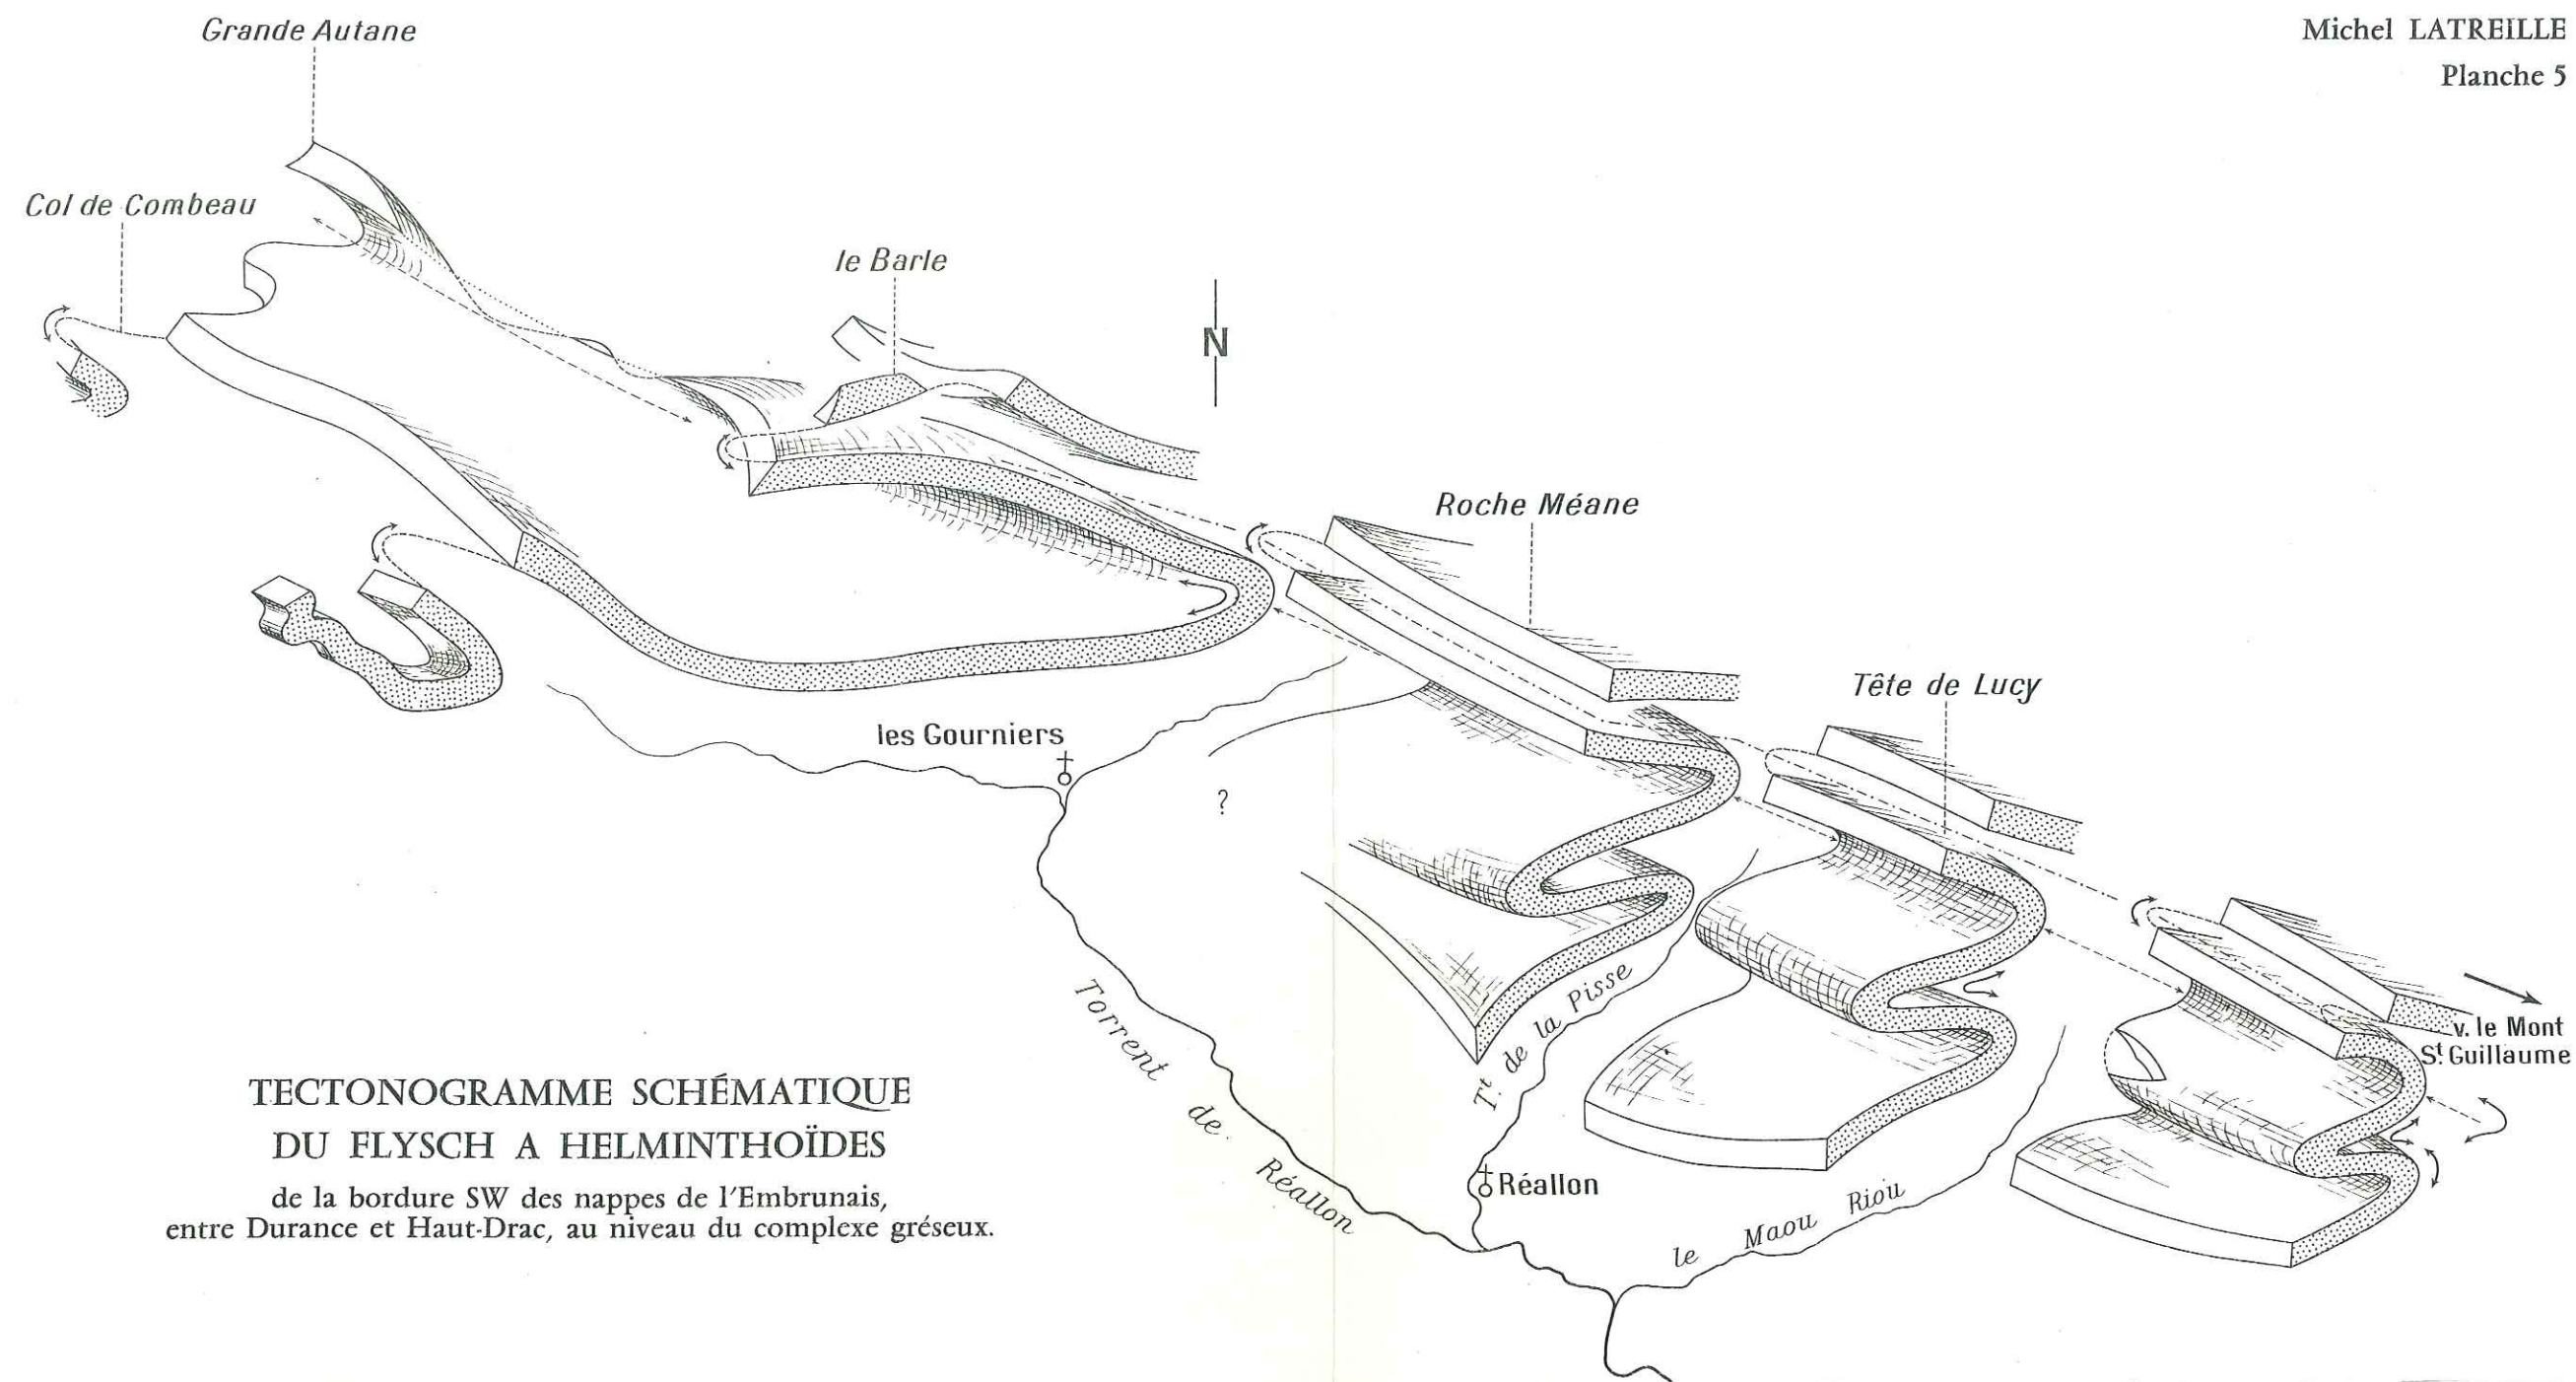 Michel LATREILLE
Planche 5
Grande Autane
Col de Combeau
le Barle
N
Roche Méane
Tête de Lucy
les Gourniers
?
v. le Mont
St Guillaume
Torrent de Réallon
Tt de la Pisse
Réallon
le Maou Riou
TECTONOGRAMME SCHÉMATIQUE
DU FLYSCH A HELMINTHOÏDES
de la bordure SW des nappes de l'Embrunais,
entre Durance et Haut-Drac, au niveau du complexe gréseux.